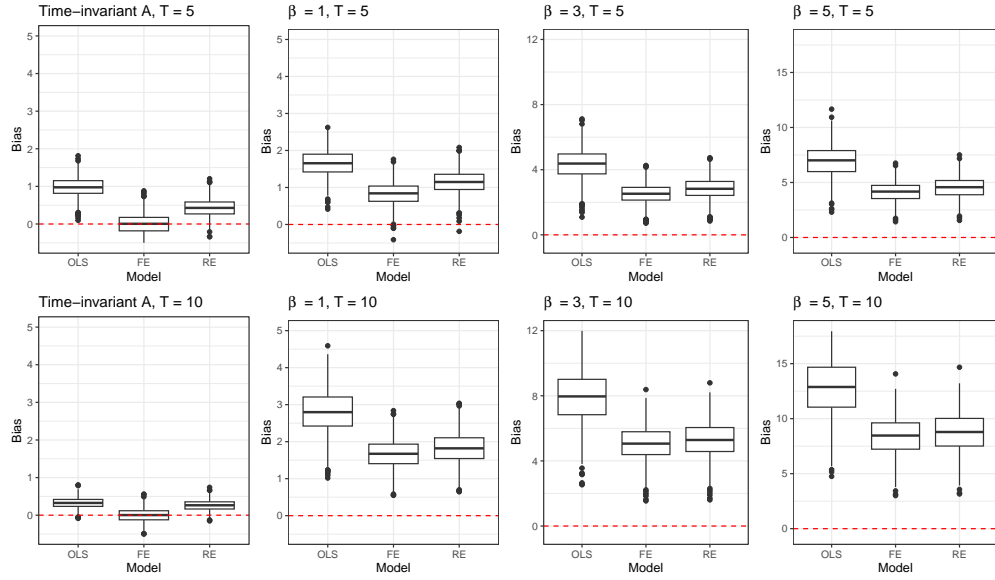 Time−invariant A, T = 5
5
4
3
2
1
0
Bias
OLS
FE
RE
Model
β = 1, T = 5
5
4
3
2
1
0
Bias
OLS
FE
RE
Model
β = 3, T = 5
12
8
4
0
Bias
OLS
FE
RE
Model
β = 5, T = 5
15
10
5
0
Bias
OLS
FE
RE
Model
Time−invariant A, T = 10
5
4
3
2
1
0
Bias
OLS
FE
RE
Model
β = 1, T = 10
5
4
3
2
1
0
Bias
OLS
FE
RE
Model
β = 3, T = 10
12
8
4
0
Bias
OLS
FE
RE
Model
β = 5, T = 10
15
10
5
0
Bias
OLS
FE
RE
Model